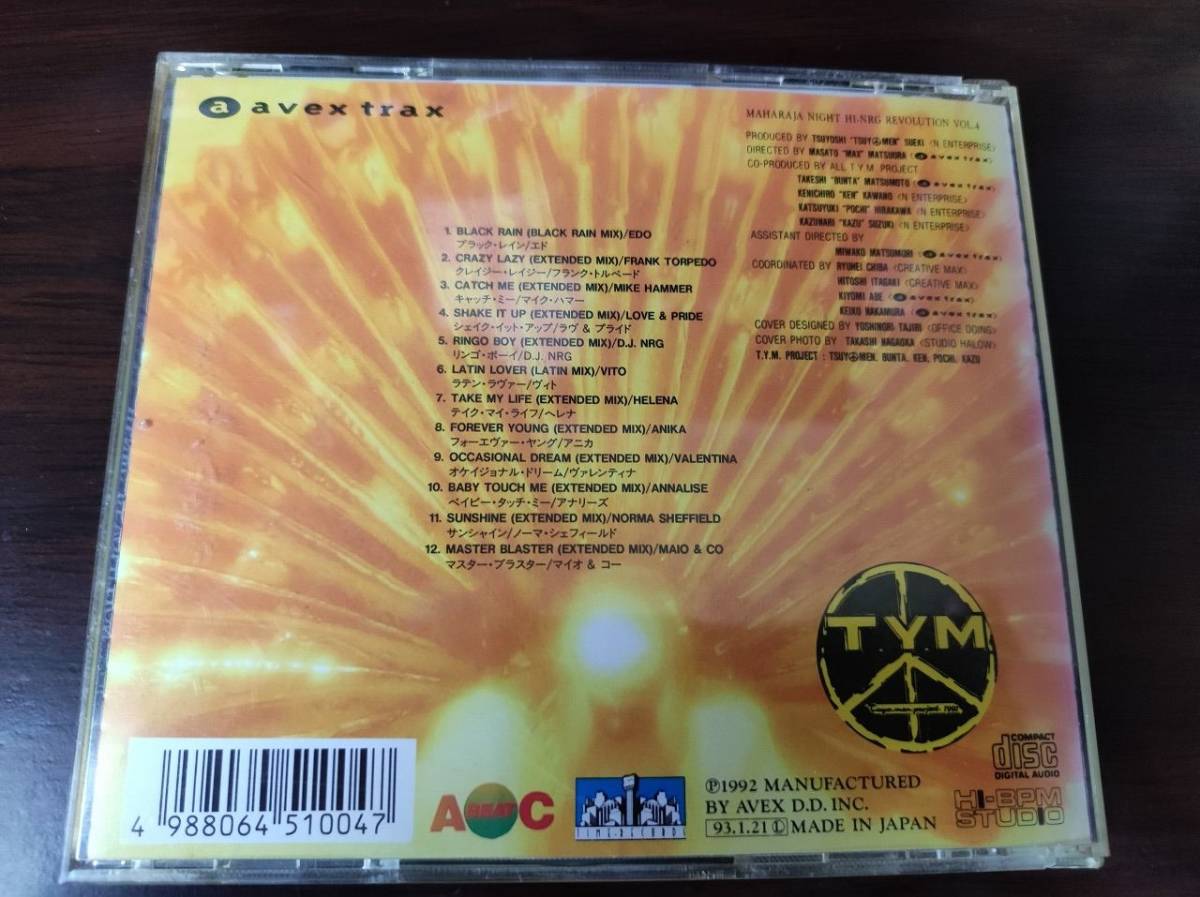 a avex trax
MAHARAJA NIGHT HI-NRG REVOLUTION VOL.4
PRODUCED BY TSUYOSHI "TSUY MEN" SUEKI <N ENTERPRISE>
DIRECTED BY MASATO "MAX" MATSUURA <a avex trax>
CO-PRODUCED BY ALL T.Y.M. PROJECT
TAKESHI "BUNTA" MATSUMOTO <a avex trax>
KENICHIRO "KEN" KAWANO <N ENTERPRISE>
KATSUYUKI "POCHI" HIRAKAWA <N ENTERPRISE>
KAZUNARI "KAZU" SUZUKI <N ENTERPRISE>
ASSISTANT DIRECTED BY
MIWAKO MATSUMORI <a avex trax>
COORDINATED BY RYUHEI CHIBA <CREATIVE MAX>
HITOSHI ITAGAKI <CREATIVE MAX>
KIYOMI ABE <a avex trax>
KEIKO NAKAMURA <a avex trax>
COVER DESIGNED BY YOSHINORI TAJIRI <OFFICE DOING>
COVER PHOTO BY TAKASHI NAGAOKA <STUDIO HALOW>
T.Y.M. PROJECT : TSUY MEN, BUNTA, KEN, POCHI, KAZU
1. BLACK RAIN (BLACK RAIN MIX)/EDO
ブラック・レイン/エド
2. CRAZY LAZY (EXTENDED MIX)/FRANK TORPEDO
クレイジー・レイジー/フランク・トルペード
3. CATCH ME (EXTENDED MIX)/MIKE HAMMER
キャッチ・ミー/マイク・ハマー
4. SHAKE IT UP (EXTENDED MIX)/LOVE & PRIDE
シェイク・イット・アップ/ラヴ & プライド
5. RINGO BOY (EXTENDED MIX)/D.J. NRG
リンゴ・ボーイ/D.J. NRG
6. LATIN LOVER (LATIN MIX)/VITO
ラテン・ラヴァー/ヴィト
7. TAKE MY LIFE (EXTENDED MIX)/HELENA
テイク・マイ・ライフ/ヘレナ
8. FOREVER YOUNG (EXTENDED MIX)/ANIKA
フォーエヴァー・ヤング/アニカ
9. OCCASIONAL DREAM (EXTENDED MIX)/VALENTINA
オケイジョナル・ドリーム/ヴァレンティナ
10. BABY TOUCH ME (EXTENDED MIX)/ANNALISE
ベイビー・タッチ・ミー/アナリーズ
11. SUNSHINE (EXTENDED MIX)/NORMA SHEFFIELD
サンシャイン/ノーマ・シェフィールド
12. MASTER BLASTER (EXTENDED MIX)/MAIO & CO
マスター・ブラスター/マイオ & コー
T.Y.M
Tsuyo men project 1992
COMPACT
disc
DIGITAL AUDIO
HI-BPM
STUDIO
4 988064 510047
A BEAT C
TIME-RECORDS
Ⓟ1992 MANUFACTURED
BY AVEX D.D. INC.
93.1.21 Ⓛ MADE IN JAPAN